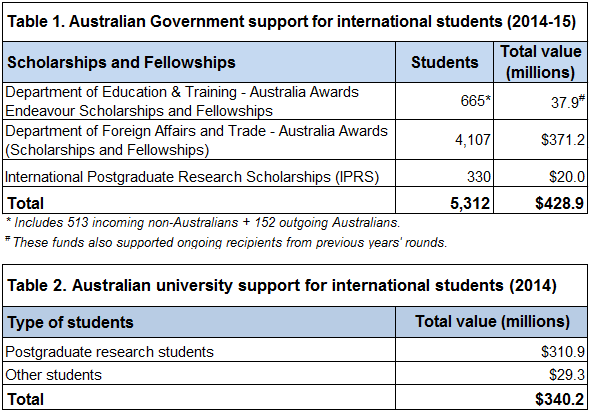 Table 1. Australian Government support for international students (2014-15)
Scholarships and Fellowships Students Total value (millions)
Department of Education & Training - Australia Awards
Endeavour Scholarships and Fellowships 665* 37.9#
Department of Foreign Affairs and Trade - Australia Awards
(Scholarships and Fellowships) 4,107 $371.2
International Postgraduate Research Scholarships (IPRS) 330 $20.0
Total 5,312 $428.9
* Includes 513 incoming non-Australians + 152 outgoing Australians.
# These funds also supported ongoing recipients from previous years' rounds.
Table 2. Australian university support for international students (2014)
Type of students Total value (millions)
Postgraduate research students $310.9
Other students $29.3
Total $340.2